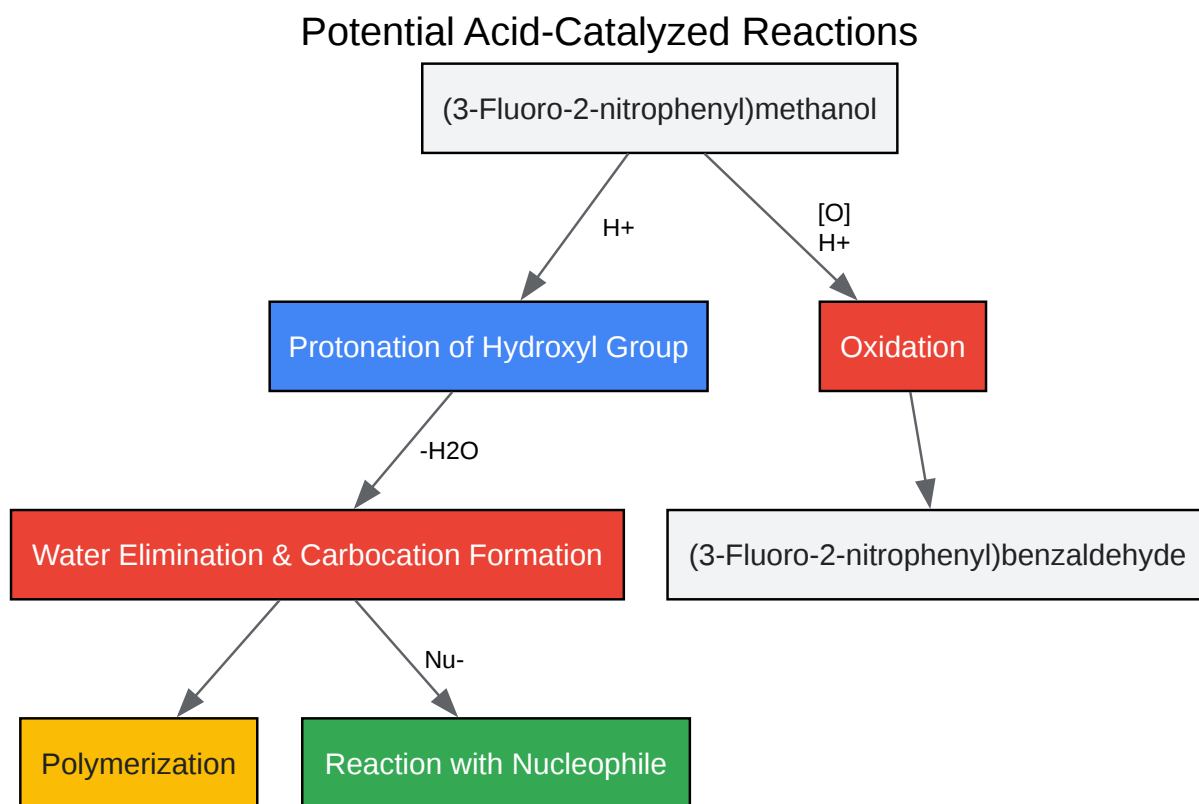 Potential Acid-Catalyzed Reactions
(3-Fluoro-2-nitrophenyl)methanol
H+
[O]
H+
Protonation of Hydroxyl Group
Oxidation
-H2O
Water Elimination & Carbocation Formation
(3-Fluoro-2-nitrophenyl)benzaldehyde
Nu-
Polymerization
Reaction with Nucleophile